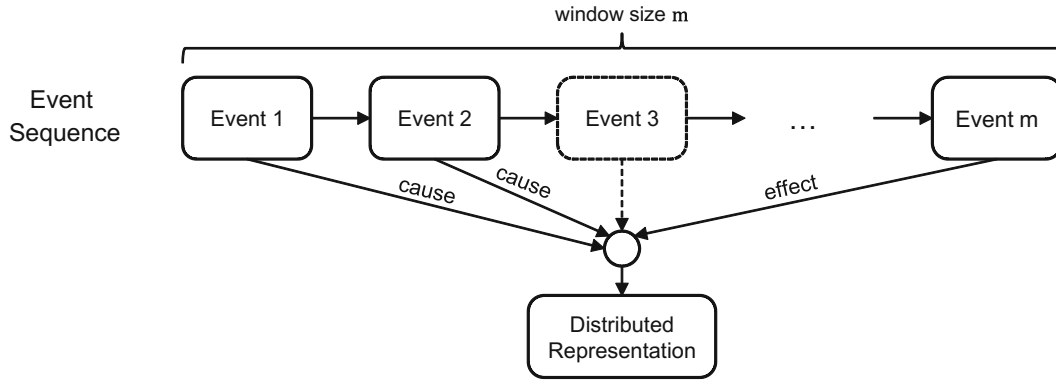 window size m
Event
Sequence
Event 1
Event 2
Event 3
...
Event m
cause
cause
effect
Distributed
Representation